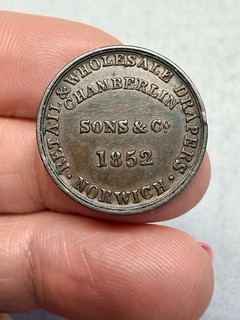 RETAIL & WHOLESALE DRAPERS.
CHAMBERLIN
SONS & Co
1852
· NORWICH ·